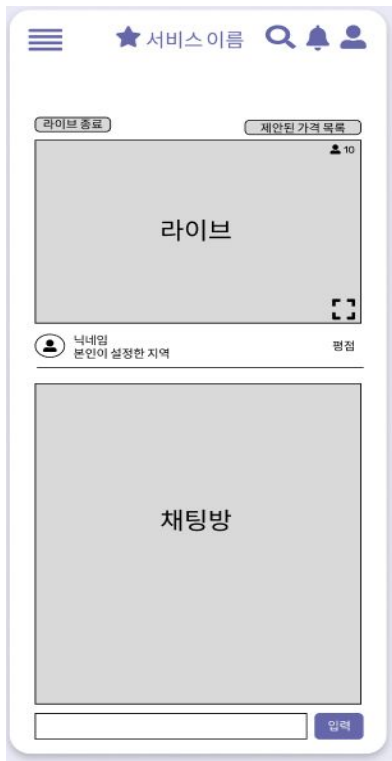 서비스 이름
라이브 종료
제안된 가격 목록
10
라이브
닉네임
본인이 설정한 지역
평점
채팅방
입력